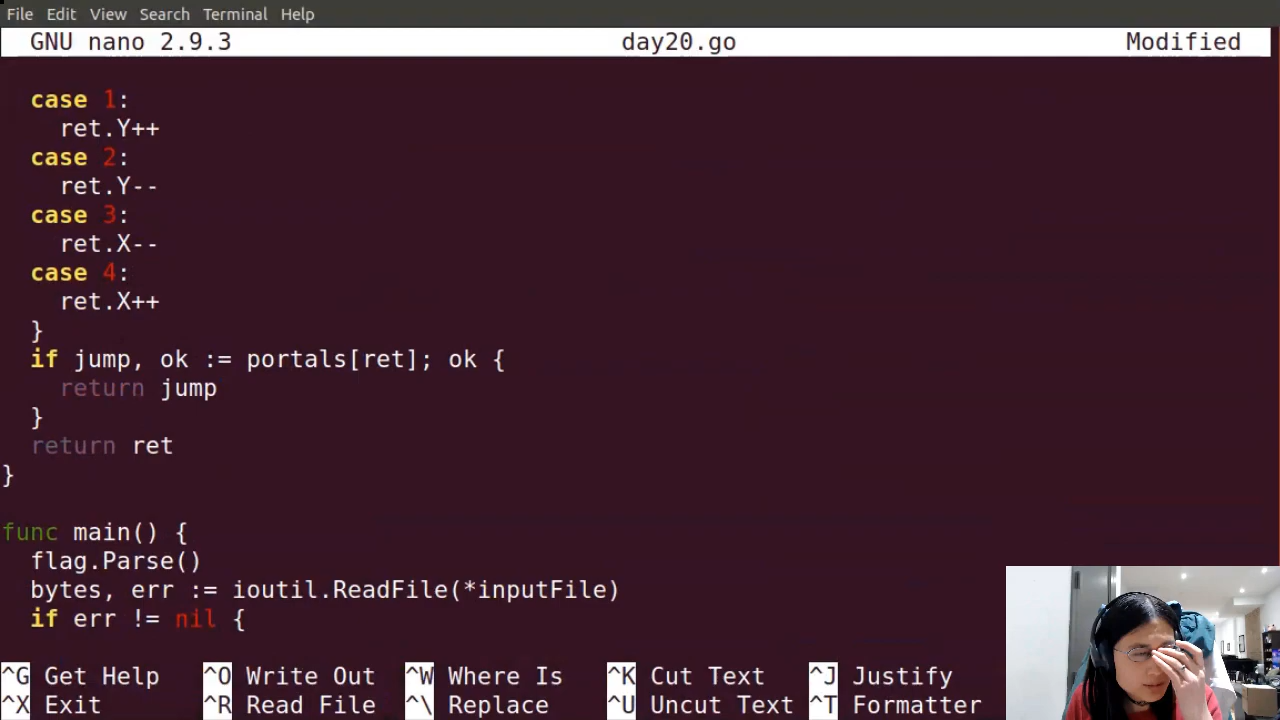 File Edit View Search Terminal Help
GNU nano 2.9.3 day20.go Modified
case 1:
ret.Y++
case 2:
ret.Y--
case 3:
ret.X--
case 4:
ret.X++
}
if jump, ok := portals[ret]; ok {
return jump
}
return ret
}
func main() {
flag.Parse()
bytes, err := ioutil.ReadFile(*inputFile)
if err != nil {
^G Get Help ^O Write Out ^W Where Is ^K Cut Text ^J Justify
^X Exit ^R Read File ^\ Replace ^U Uncut Text ^T Formatter